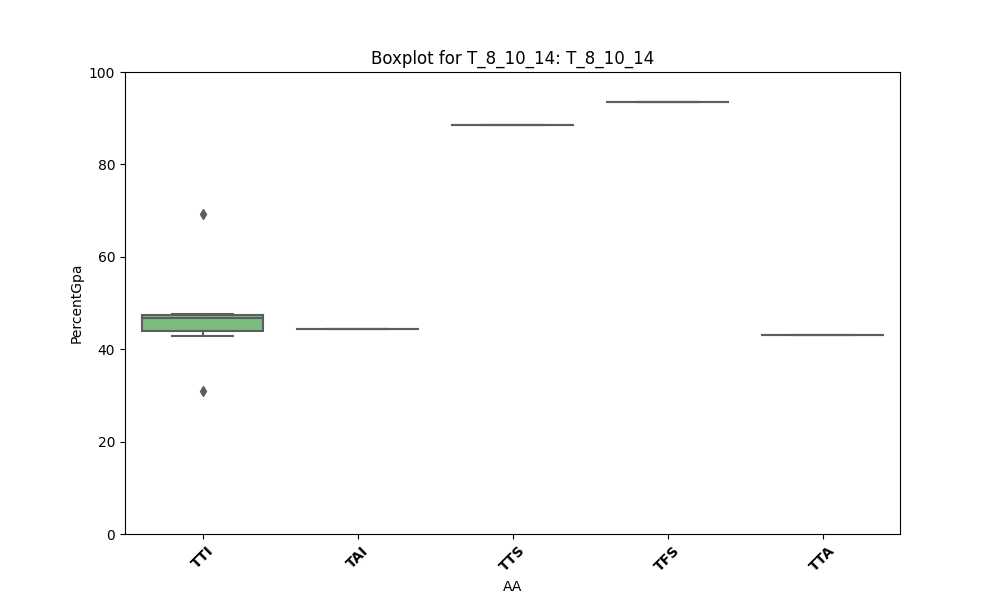 Boxplot for T_8_10_14: T_8_10_14
100
80
60
40
20
0
PercentGpa
TTI
TAI
TTS
TFS
TTA
AA